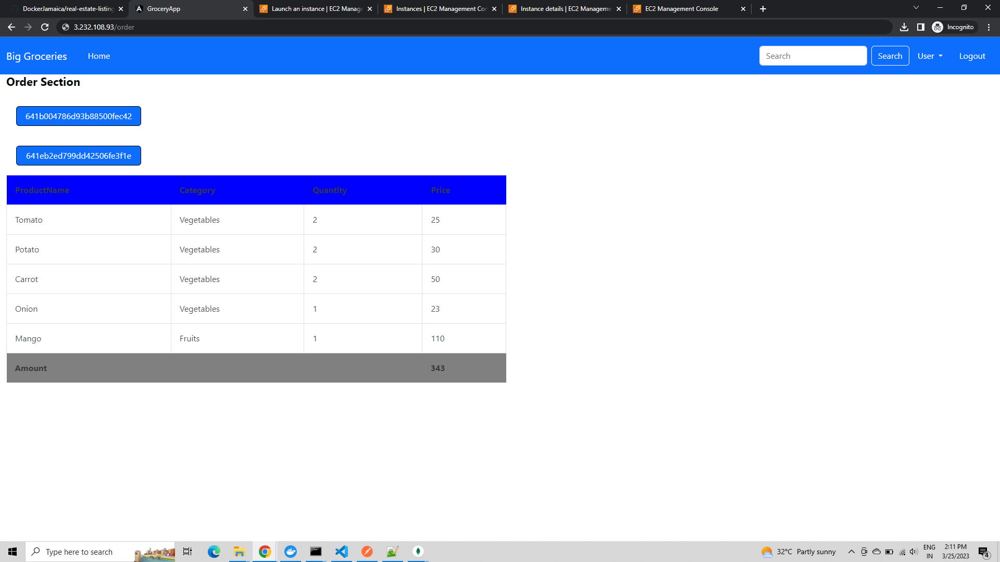 DockerJamaica/real-estate-listing
GroceryApp
Launch an instance | EC2 Manage
Instances | EC2 Management Cor
Instance details | EC2 Manageme
EC2 Management Console
3.232.108.93/order
Incognito
Big Groceries Home Search Search User Logout
Order Section
641b004786d93b88500fec42
641eb2ed799dd42506fe3f1e
ProductName Category Quantity Price
Tomato Vegetables 2 25
Potato Vegetables 2 30
Carrot Vegetables 2 50
Onion Vegetables 1 23
Mango Fruits 1 110
Amount 343
Type here to search
32°C Partly sunny
ENG
IN
2:11 PM
3/25/2023
4